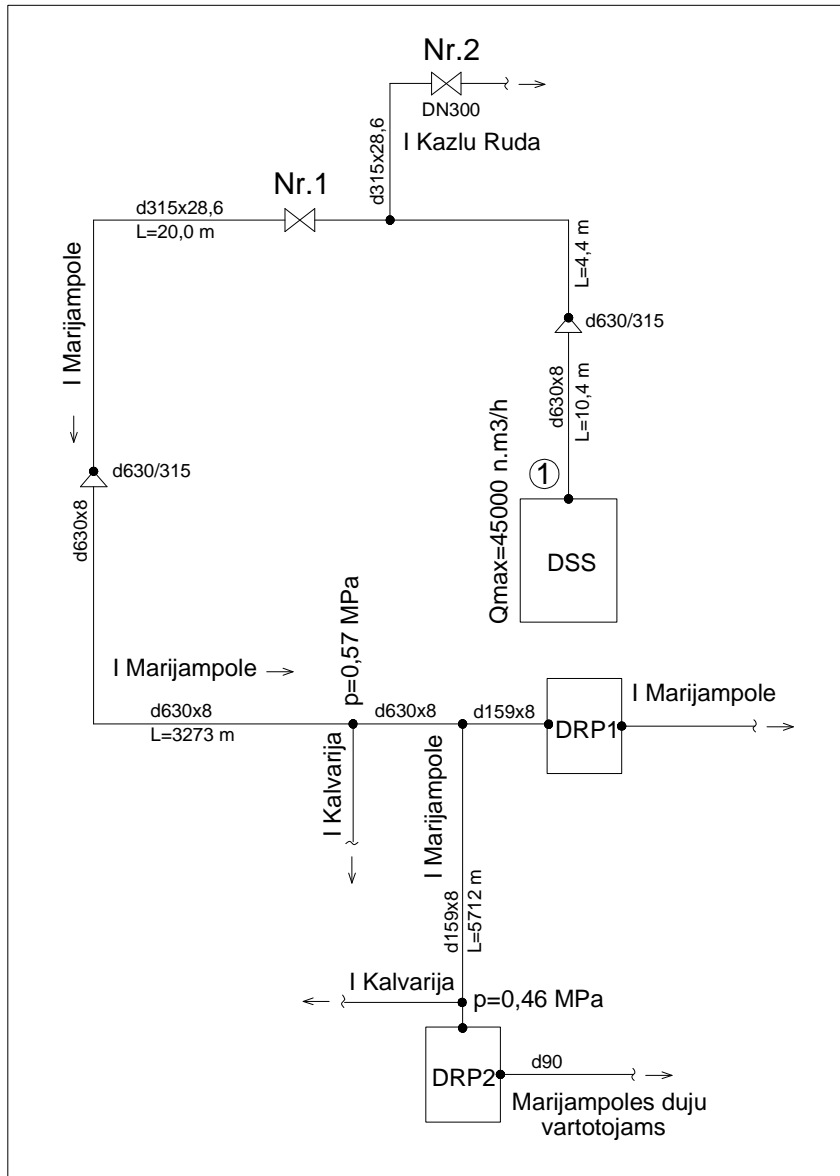 Nr.2
DN300
I Kazlu Ruda
d315x28,6
Nr.1
d315x28,6
L=20,0 m
L=4,4 m
I Marijampole
d630/315
d630x8
L=10,4 m
d630/315
1
Qmax=45000 n.m3/h
DSS
d630x8
p=0,57 MPa
I Marijampole
I Marijampole
d630x8
L=3273 m
d630x8
d159x8
DRP1
I Kalvarija
I Marijampole
d159x8
L=5712 m
I Kalvarija
p=0,46 MPa
DRP2
d90
Marijampoles duju
vartotojams